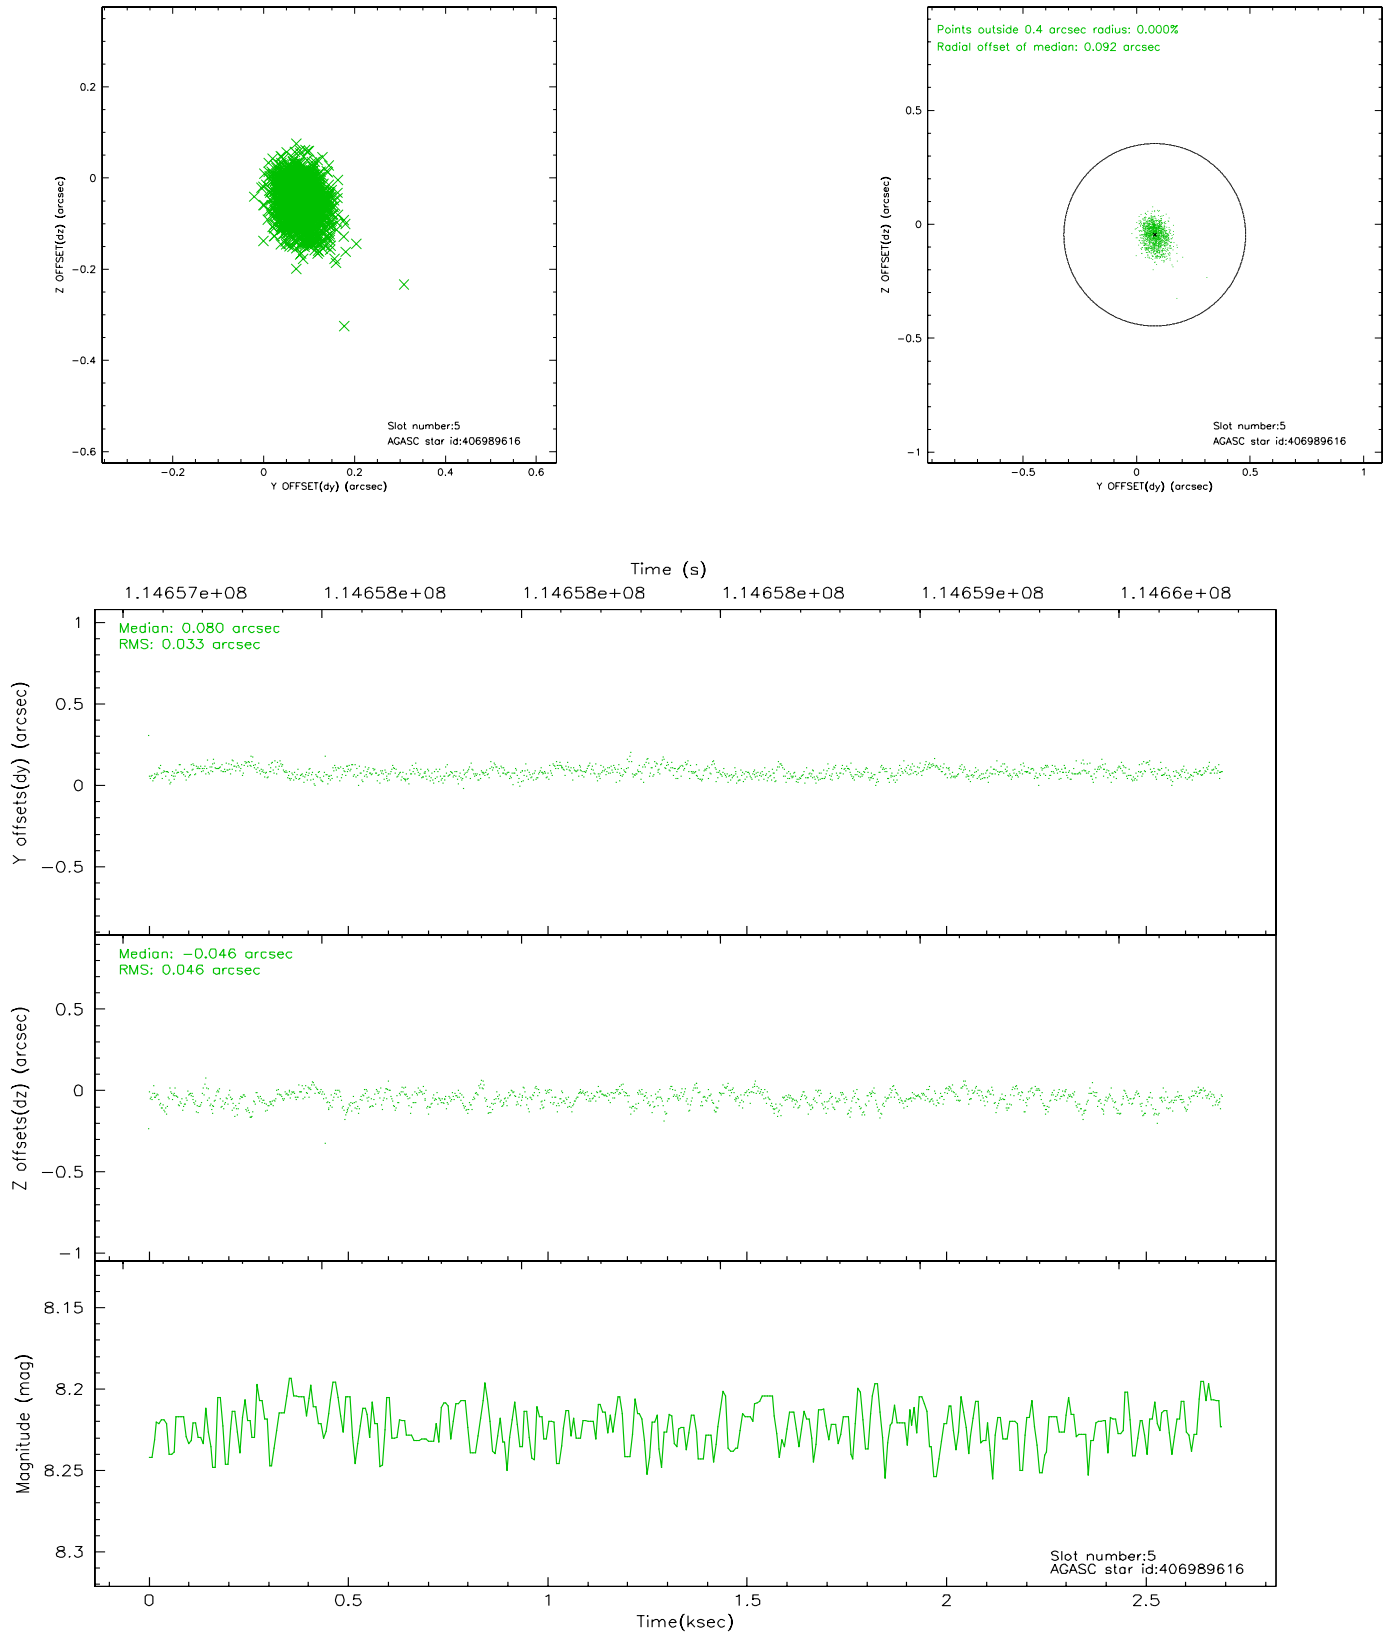 0.2
0
−0.2
−0.4
−0.6
Z OFFSET(dz) (arcsec)
Slot number:5
AGASC star id:406989616
−0.2 0 0.2 0.4 0.6
Y OFFSET(dy) (arcsec)
Points outside 0.4 arcsec radius: 0.000%
Radial offset of median: 0.092 arcsec
0.5
0
−0.5
−1
Z OFFSET(dz) (arcsec)
Slot number:5
AGASC star id:406989616
−0.5 0 0.5 1
Y OFFSET(dy) (arcsec)
Time (s)
1.14657e+08 1.14658e+08 1.14658e+08 1.14658e+08 1.14659e+08 1.1466e+08
Median: 0.080 arcsec
RMS: 0.033 arcsec
1
0.5
0
−0.5
Y offsets(dy) (arcsec)
Median: −0.046 arcsec
RMS: 0.046 arcsec
0.5
0
−0.5
−1
Z offsets(dz) (arcsec)
8.15
8.2
8.25
8.3
Magnitude (mag)
Slot number:5
AGASC star id:406989616
0 0.5 1 1.5 2 2.5
Time(ksec)